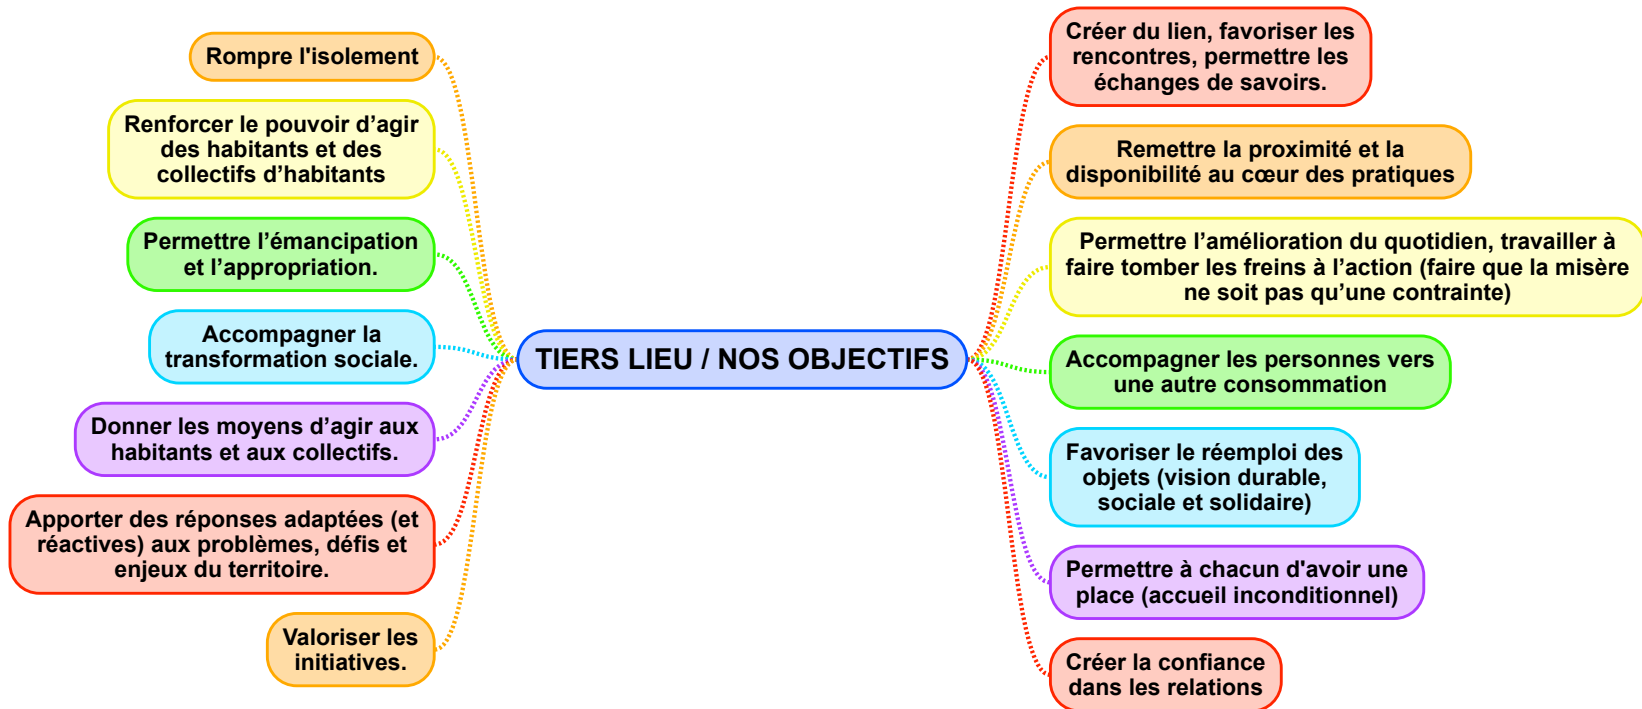 Rompre l'isolement
Renforcer le pouvoir d’agir
des habitants et des
collectifs d’habitants
Permettre l’émancipation
et l’appropriation.
Accompagner la
transformation sociale.
Donner les moyens d’agir aux
habitants et aux collectifs.
Apporter des réponses adaptées (et
réactives) aux problèmes, défis et
enjeux du territoire.
Valoriser les
initiatives.
TIERS LIEU / NOS OBJECTIFS
Créer du lien, favoriser les
rencontres, permettre les
échanges de savoirs.
Remettre la proximité et la
disponibilité au cœur des pratiques
Permettre l’amélioration du quotidien, travailler à
faire tomber les freins à l’action (faire que la misère
ne soit pas qu’une contrainte)
Accompagner les personnes vers
une autre consommation
Favoriser le réemploi des
objets (vision durable,
sociale et solidaire)
Permettre à chacun d'avoir une
place (accueil inconditionnel)
Créer la confiance
dans les relations